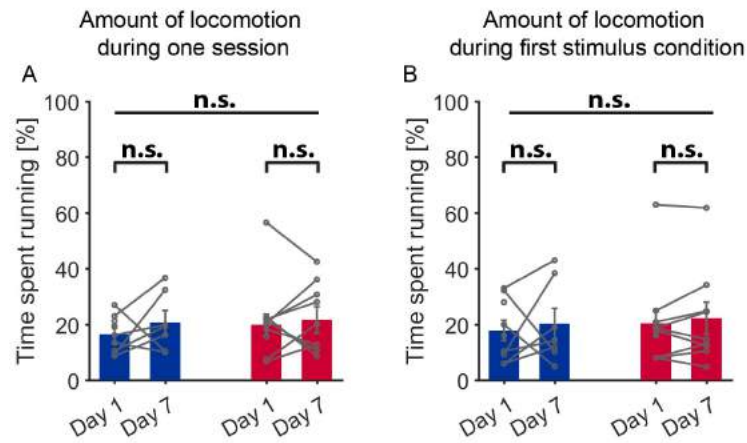 Amount of locomotion
during one session
A
Time spent running [%]
100
80
60
40
20
0
n.s.
n.s.
n.s.
Day 1
Day 7
Day 1
Day 7
Amount of locomotion
during first stimulus condition
B
Time spent running [%]
100
80
60
40
20
0
n.s.
n.s.
n.s.
Day 1
Day 7
Day 1
Day 7